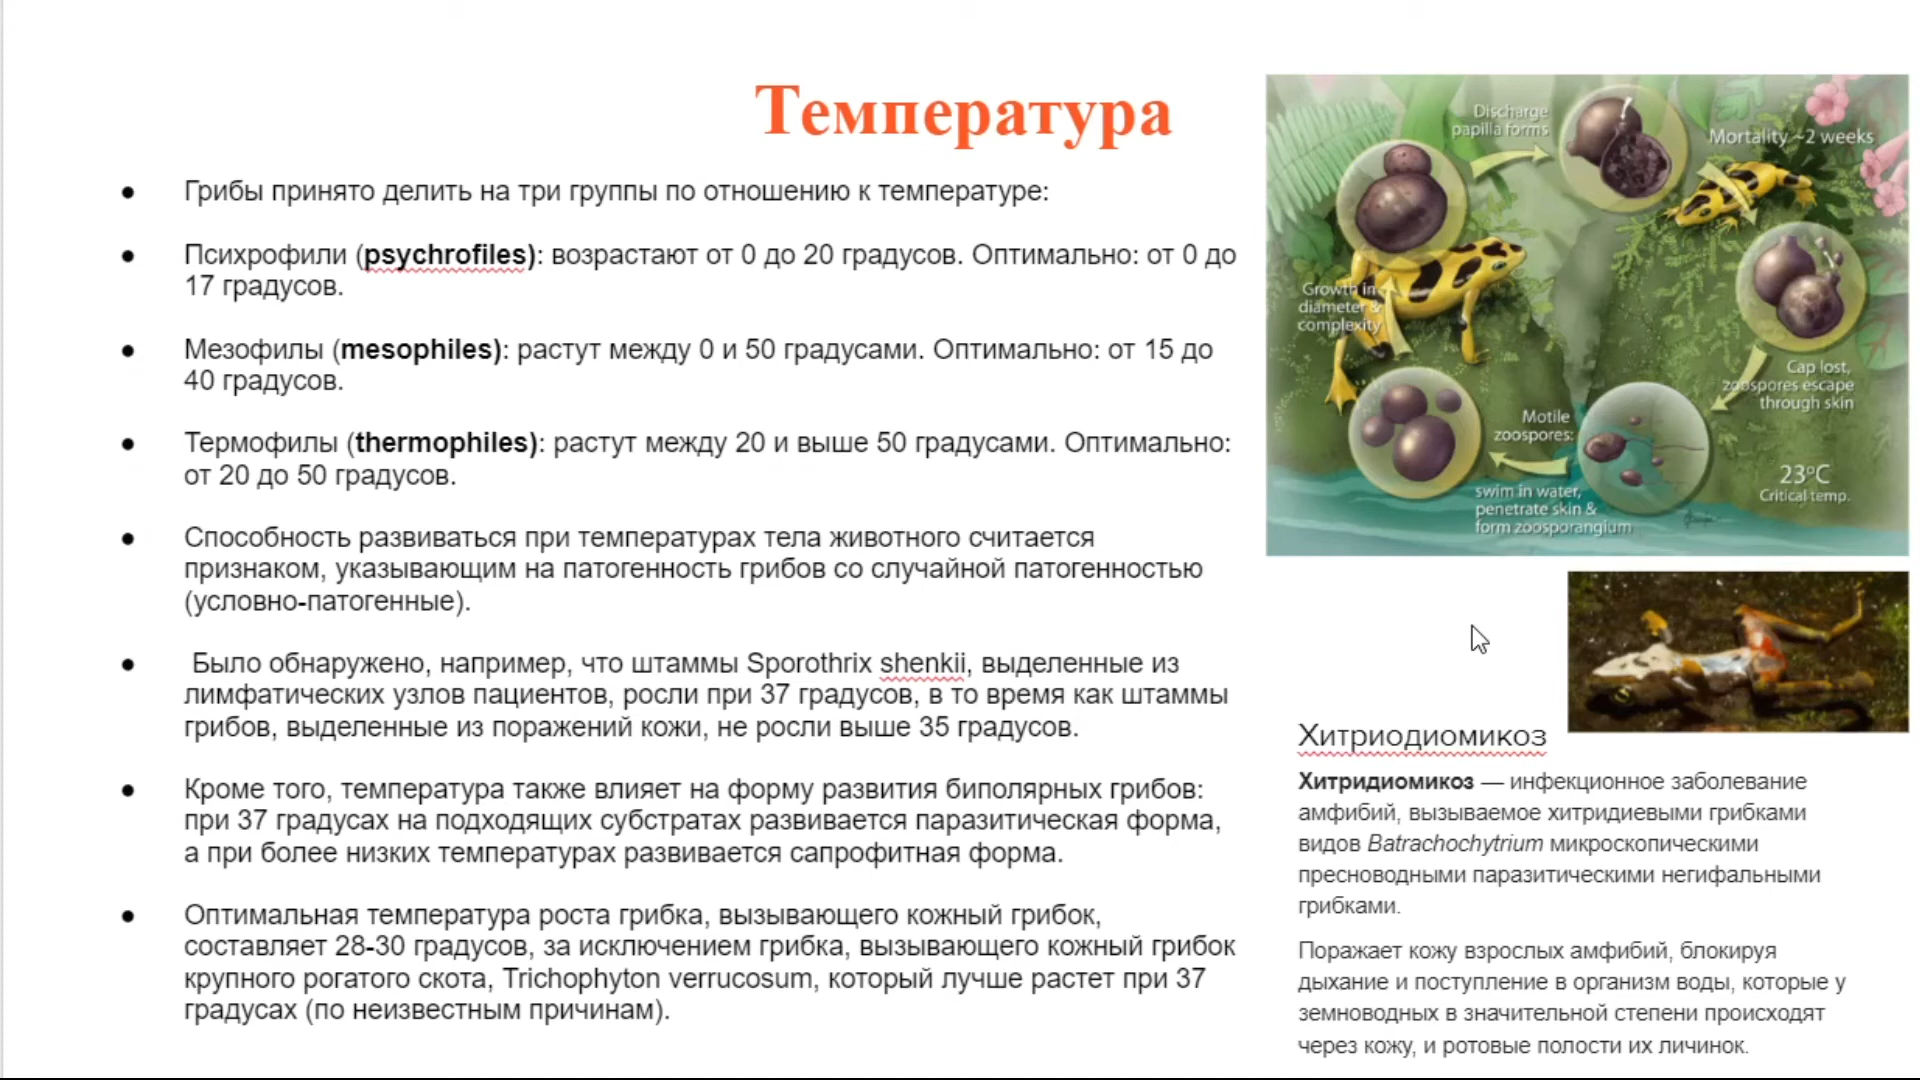 Температура
● Грибы принято делить на три группы по отношению к температуре:
● Психрофили (psychrofiles): возрастают от 0 до 20 градусов. Оптимально: от 0 до
17 градусов.
● Мезофилы (mesophiles): растут между 0 и 50 градусами. Оптимально: от 15 до
40 градусов.
● Термофилы (thermophiles): растут между 20 и выше 50 градусами. Оптимально:
от 20 до 50 градусов.
● Способность развиваться при температурах тела животного считается
признаком, указывающим на патогенность грибов со случайной патогенностью
(условно-патогенные).
● Было обнаружено, например, что штаммы Sporothrix shenkii, выделенные из
лимфатических узлов пациентов, росли при 37 градусов, в то время как штаммы
грибов, выделенные из поражений кожи, не росли выше 35 градусов.
● Кроме того, температура также влияет на форму развития биполярных грибов:
при 37 градусах на подходящих субстратах развивается паразитическая форма,
а при более низких температурах развивается сапрофитная форма.
● Оптимальная температура роста грибка, вызывающего кожный грибок,
составляет 28-30 градусов, за исключением грибка, вызывающего кожный грибок
крупного рогатого скота, Trichophyton verrucosum, который лучше растет при 37
градусах (по неизвестным причинам).
Discharge
papilla forms
Mortality ~2 weeks
Growth in
diameter &
complexity
Cap lost,
zoospores escape
through skin
Motile
zoospores:
swim in water,
penetrate skin &
form zoosporangium
23ºC
Critical temp.
Хитриодиомикоз
Хитридиомикоз — инфекционное заболевание
амфибий, вызываемое хитридиевыми грибками
видов Batrachochytrium микроскопическими
пресноводными паразитическими негифальными
грибками.
Поражает кожу взрослых амфибий, блокируя
дыхание и поступление в организм воды, которые у
земноводных в значительной степени происходят
через кожу, и ротовые полости их личинок.